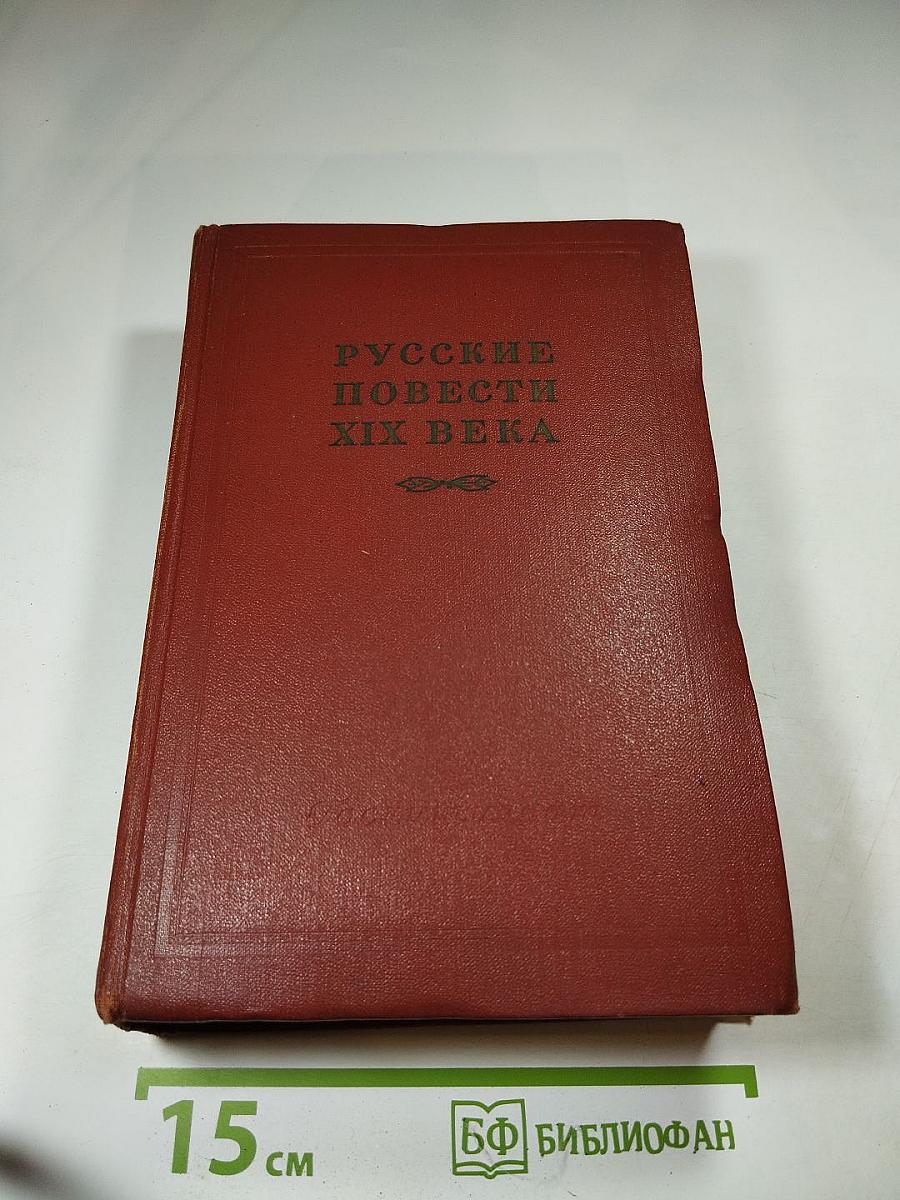 РУССКИЕ
ПОВЕСТИ
XIX ВЕКА
15 см
БФ БИБЛИОФАН